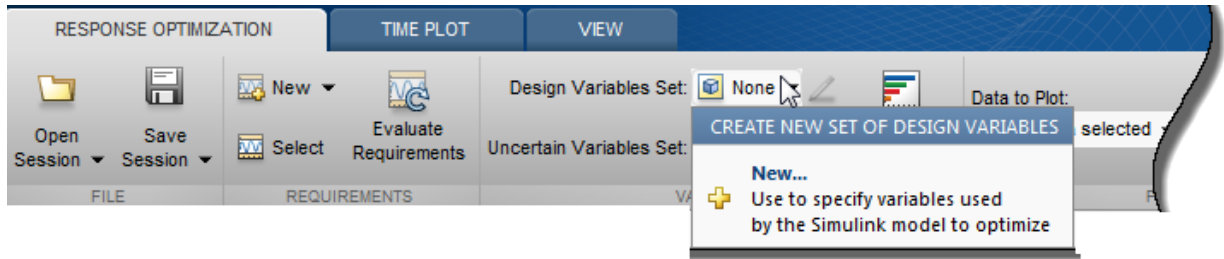 RESPONSE OPTIMIZATION
TIME PLOT
VIEW
Open
Session
Save
Session
FILE
New
Select
Evaluate
Requirements
REQUIREMENTS
Design Variables Set:
None
Uncertain Variables Set:
Data to Plot:
selected
CREATE NEW SET OF DESIGN VARIABLES
New...
Use to specify variables used
by the Simulink model to optimize